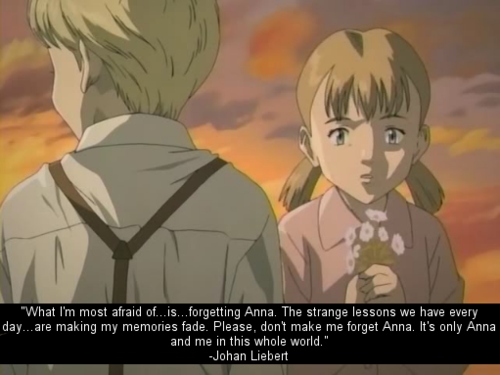 "What I'm most afraid of...is...forgetting Anna. The strange lessons we have every
day...are making my memories fade. Please, don't make me forget Anna. It's only Anna
and me in this whole world."
-Johan Liebert